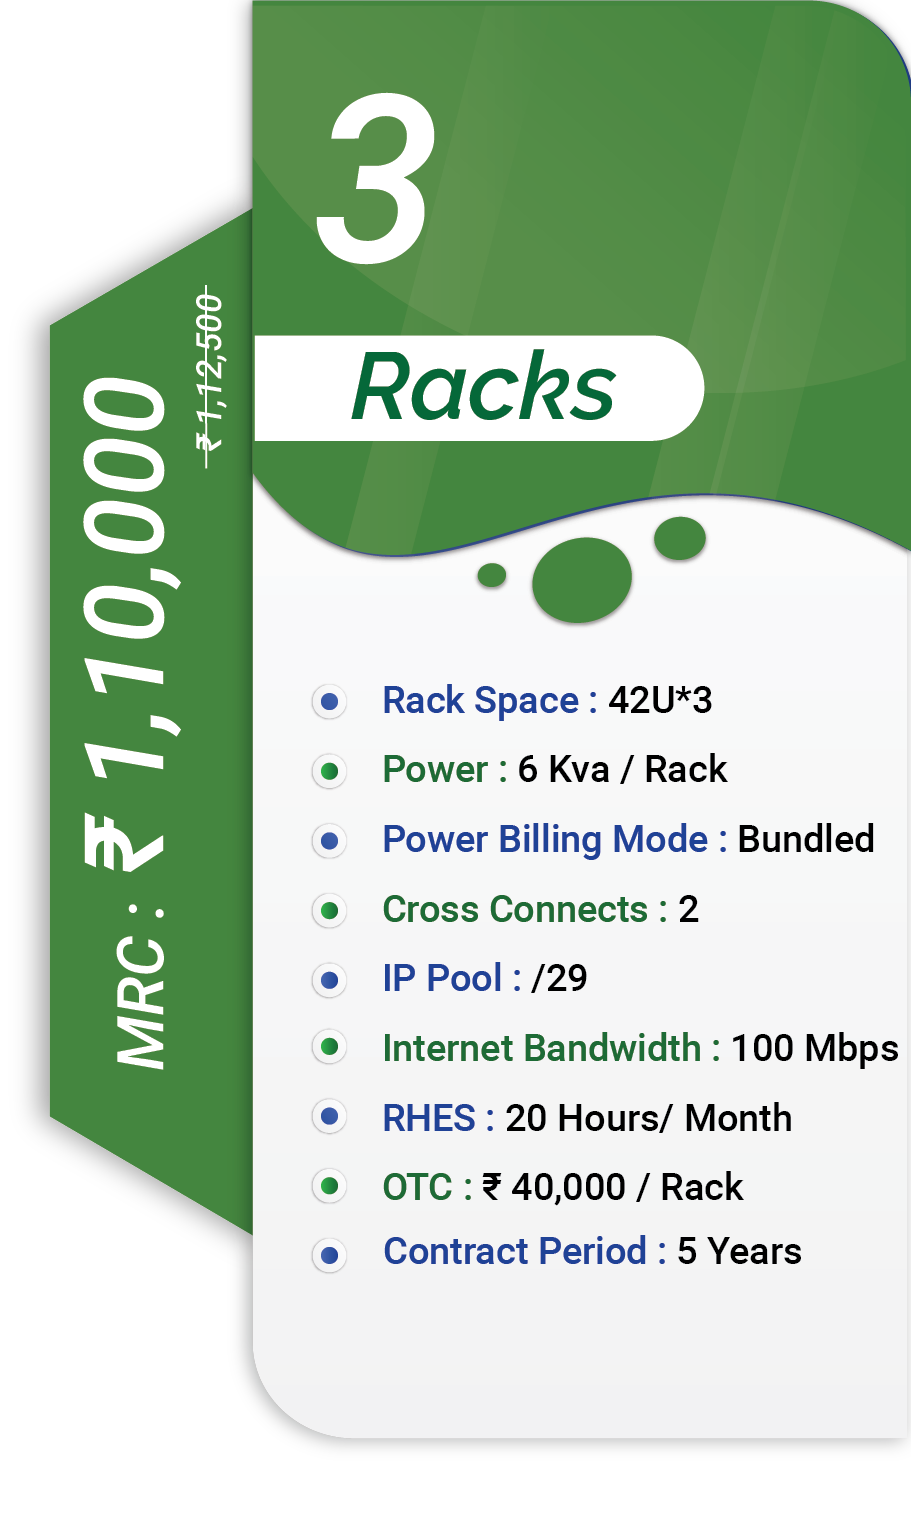 3
Racks
₹ 1,12,500
MRC : ₹ 1,10,000
Rack Space : 42U*3
Power : 6 Kva / Rack
Power Billing Mode : Bundled
Cross Connects : 2
IP Pool : /29
Internet Bandwidth : 100 Mbps
RHES : 20 Hours/ Month
OTC : ₹ 40,000 / Rack
Contract Period : 5 Years